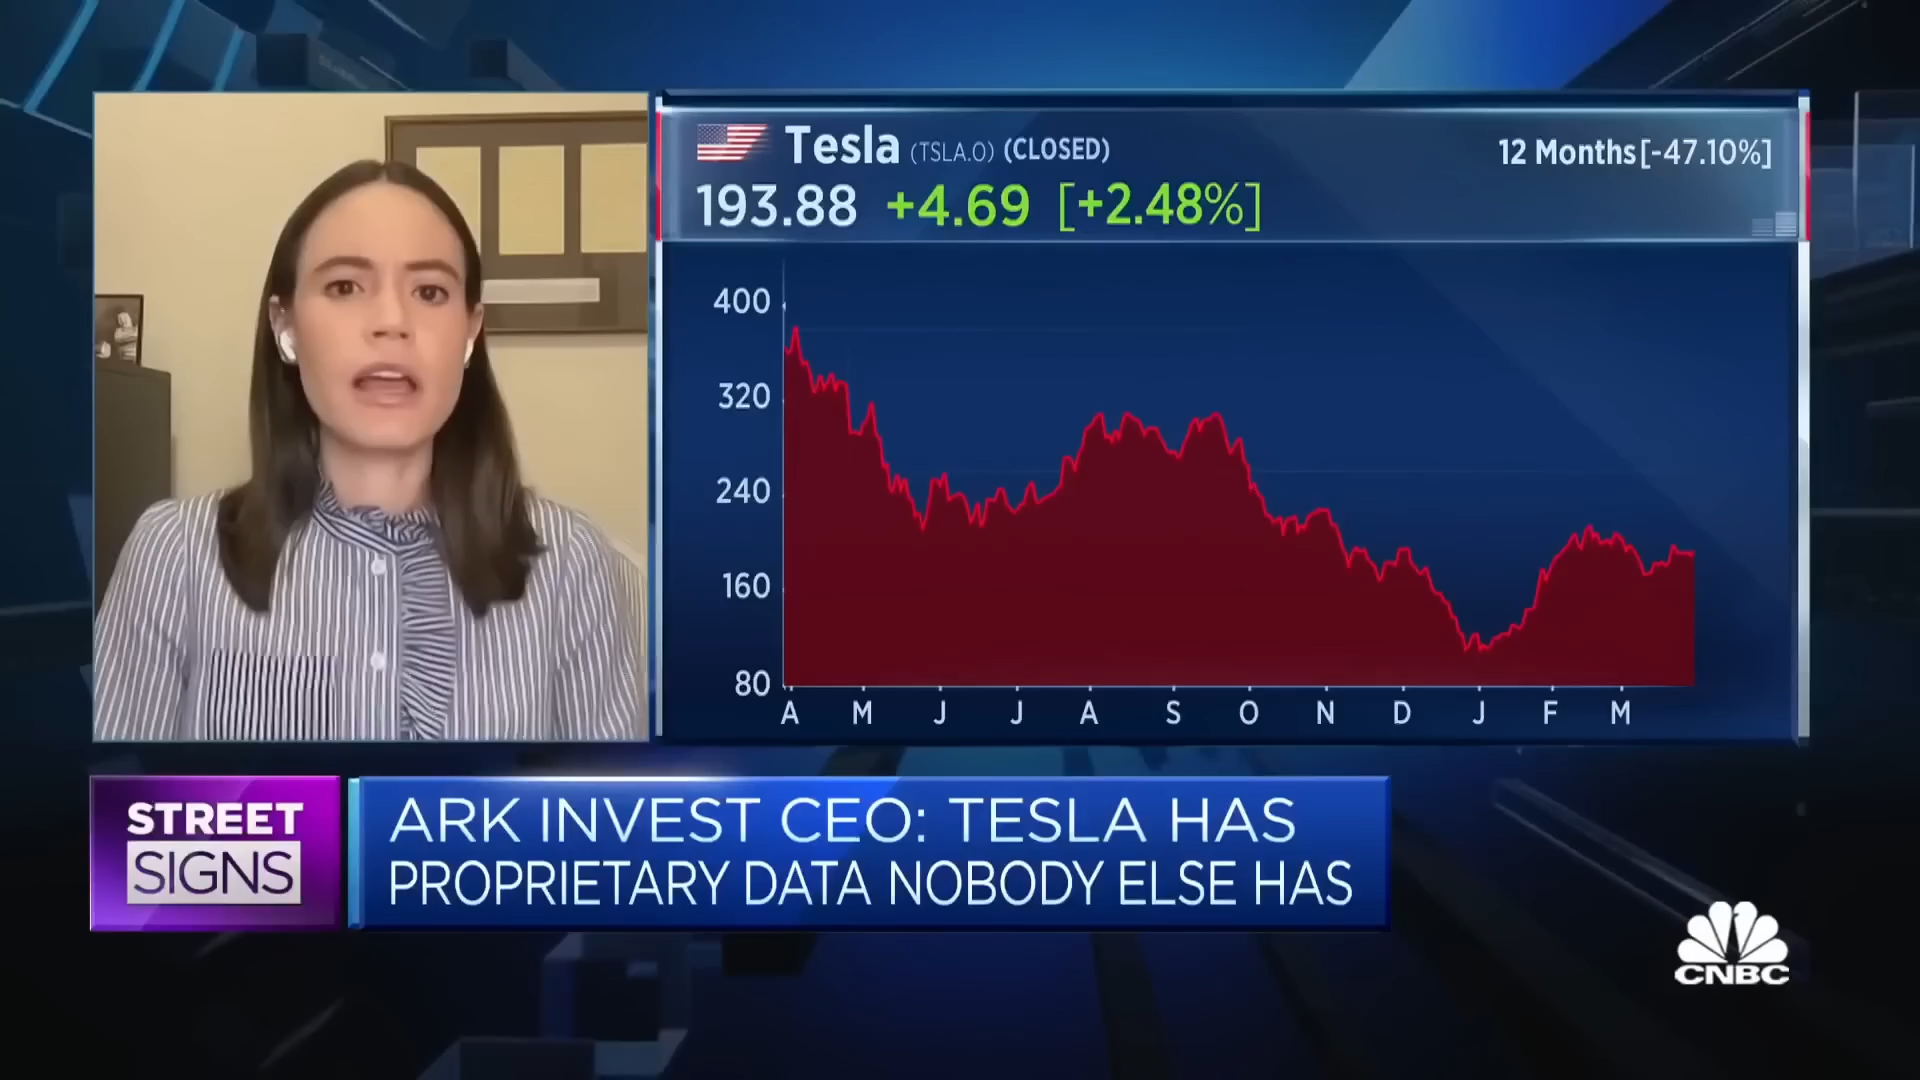 Tesla (TSLA.O) (CLOSED)
12 Months[-47.10%]
193.88 +4.69 [+2.48%]
400
320
240
160
80
A M J J A S O N D J F M
STREET
SIGNS
ARK INVEST CEO: TESLA HAS
PROPRIETARY DATA NOBODY ELSE HAS
CNBC